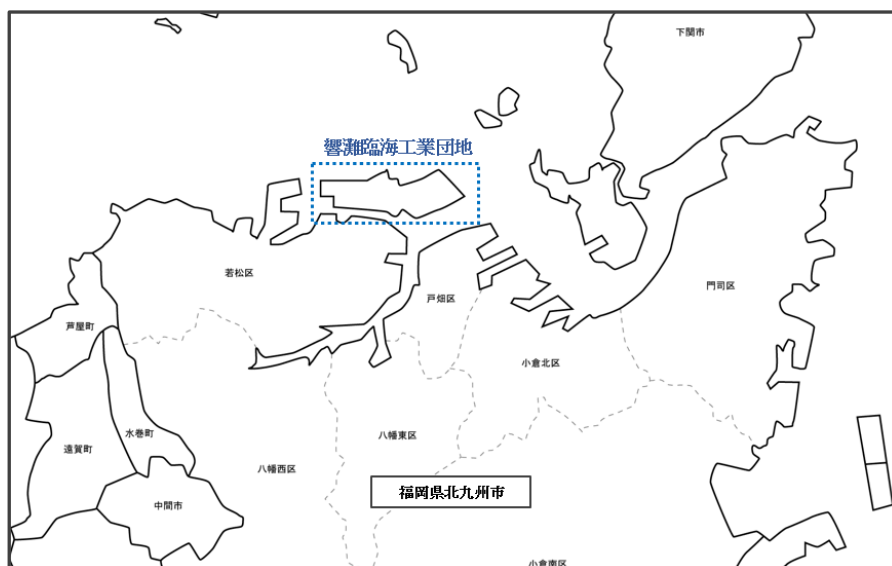 下関市
響灘臨海工業団地
若松区
戸畑区
門司区
芦屋町
小倉北区
水巻町
八幡東区
遠賀町
八幡西区
福岡県北九州市
中間市
小倉南区